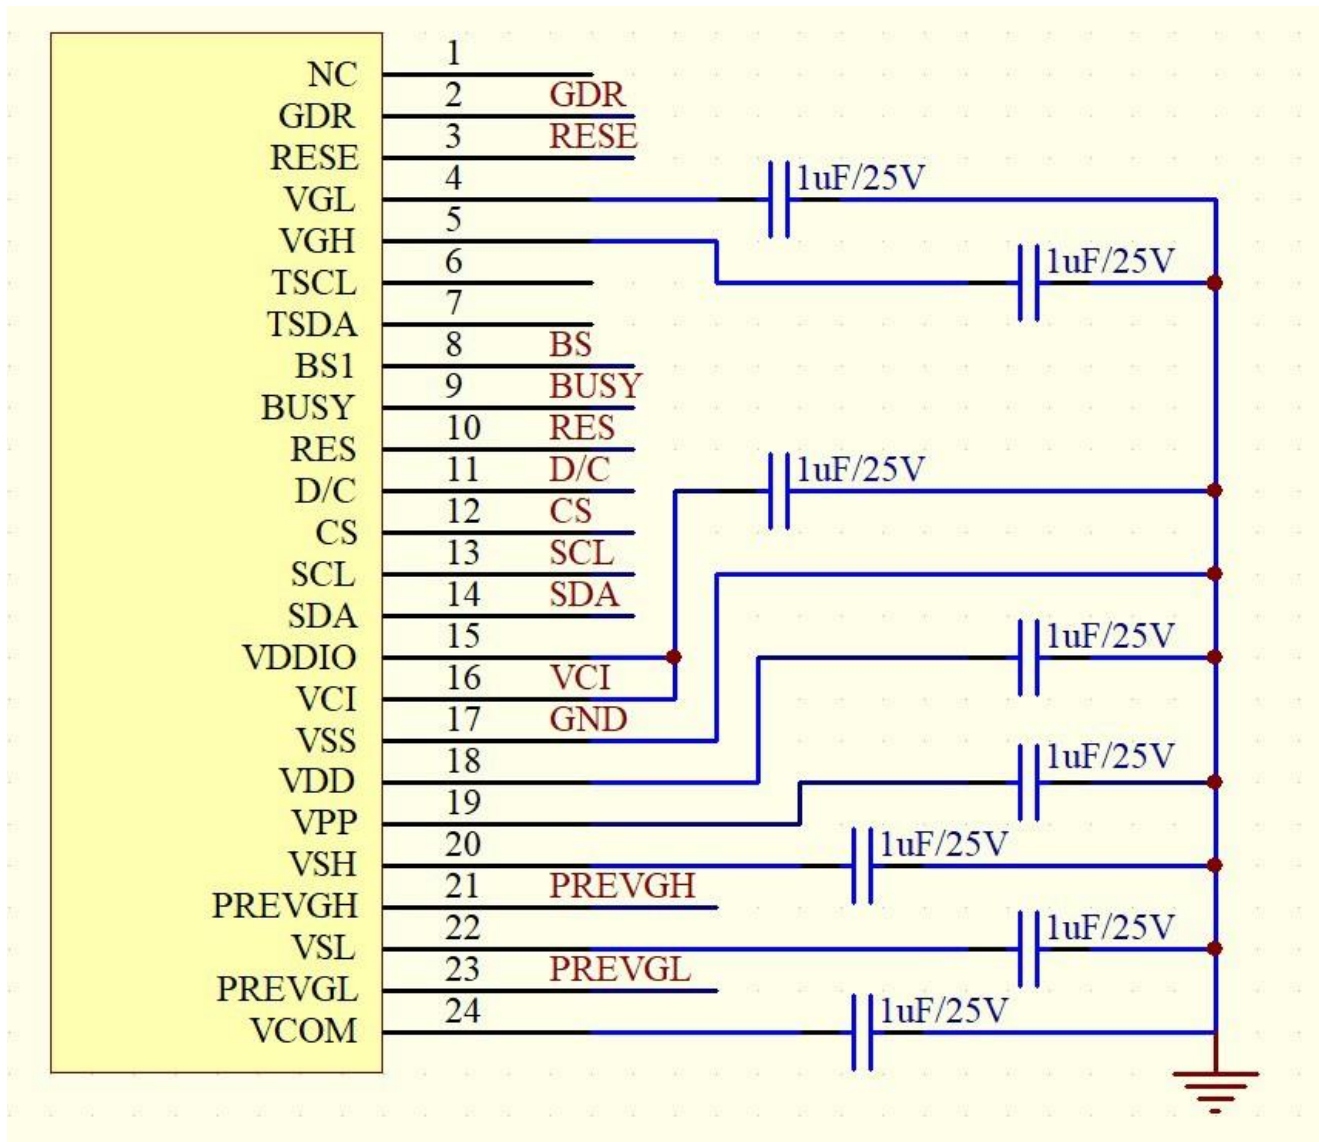 NC 1
GDR 2 GDR
RESE 3 RESE
VGL 4 1uF/25V
VGH 5 1uF/25V
TSCL 6
TSDA 7
BS1 8 BS
BUSY 9 BUSY
RES 10 RES
D/C 11 D/C 1uF/25V
CS 12 CS
SCL 13 SCL
SDA 14 SDA
VDDIO 15 1uF/25V
VCI 16 VCI
VSS 17 GND
VDD 18 1uF/25V
VPP 19
VSH 20 1uF/25V
PREVGH 21 PREVGH
VSL 22 1uF/25V
PREVGL 23 PREVGL
VCOM 24 1uF/25V